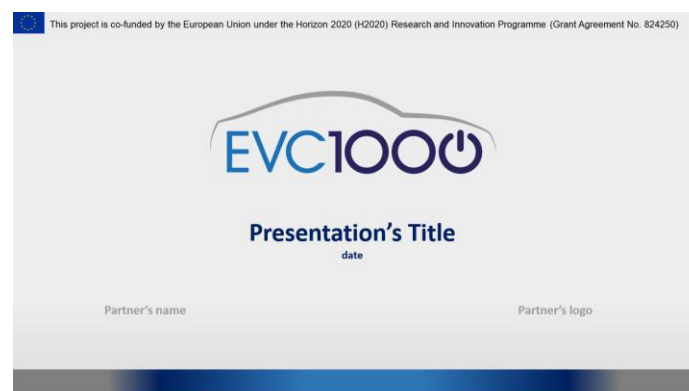 This project is co-funded by the European Union under the Horizon 2020 (H2020) Research and Innovation Programme (Grant Agreement No. 824250)
EVC1000
Presentation's Title
date
Partner's name
Partner's logo